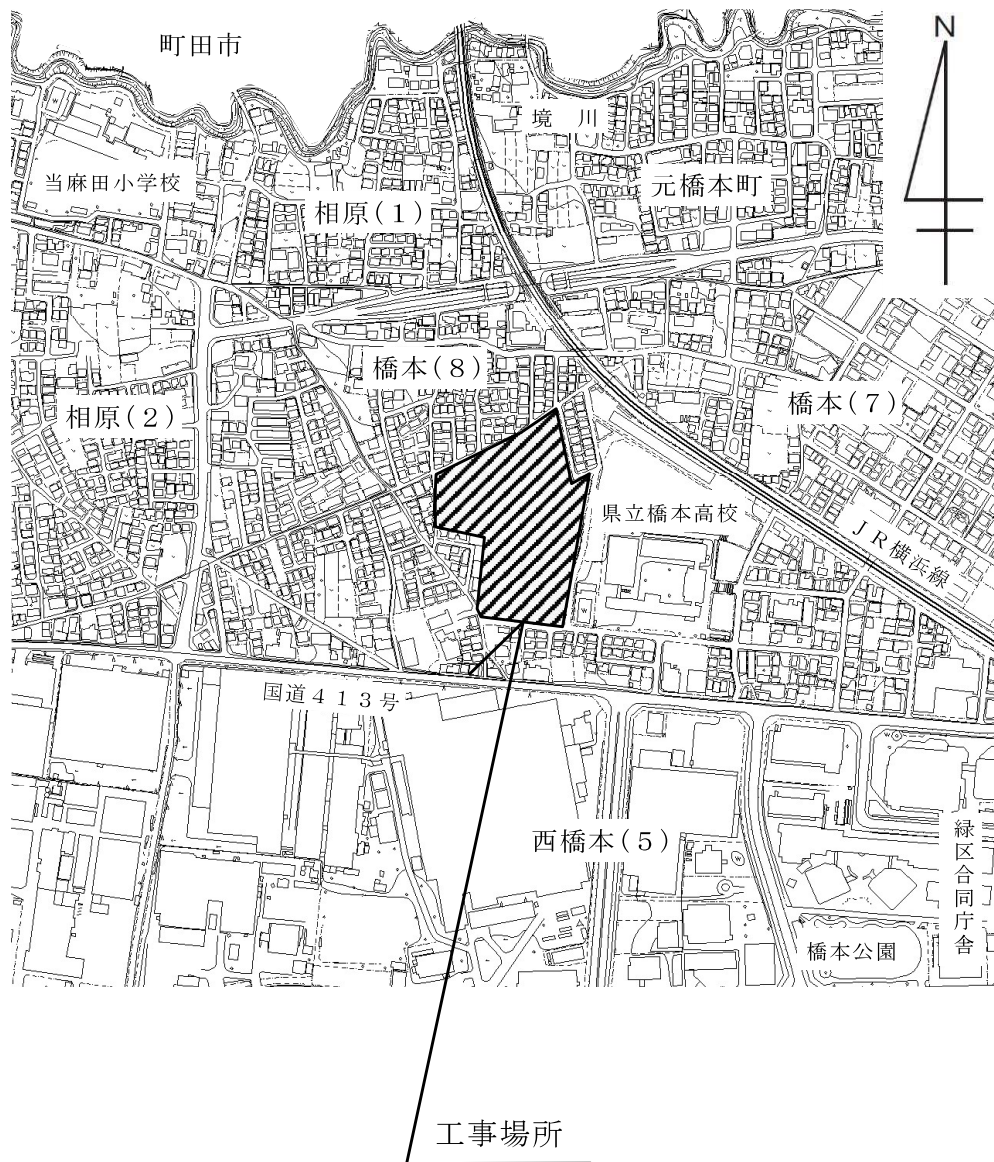 町田市
N
境　川
当麻田小学校
元橋本町
相原(１)
橋本(８)
橋本(７)
相原(２)
県立橋本高校
ＪＲ横浜線
国道４１３号
西橋本(５)
緑区合同庁舎
橋本公園
工事場所